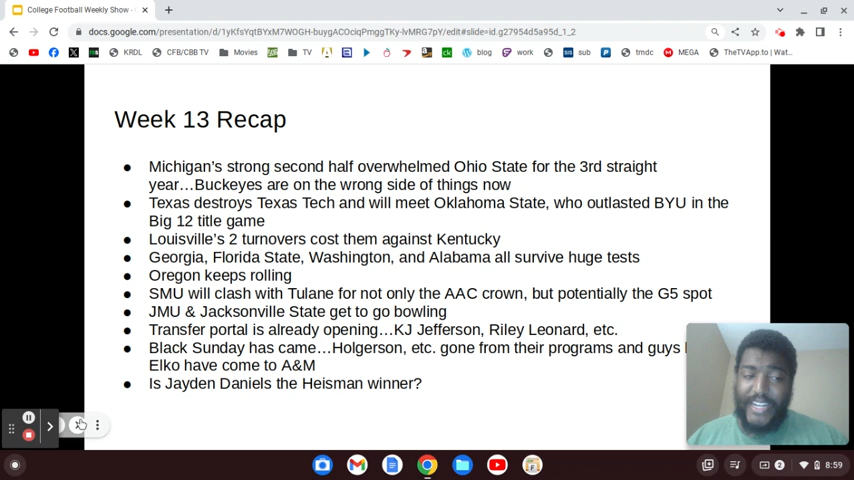 College Football Weekly Show -
docs.google.com/presentation/d/1yKfsYqtBYxM7WOGH-buygACOciqPmggTKy-lvMRG7pY/edit#slide=id.g27954d5a95d_1_2
KRDL
CFB/CBB TV
Movies
TV
blog
work
sub
tmdc
MEGA
TheTVApp.to | Wat...
Week 13 Recap
● Michigan's strong second half overwhelmed Ohio State for the 3rd straight
year…Buckeyes are on the wrong side of things now
● Texas destroys Texas Tech and will meet Oklahoma State, who outlasted BYU in the
Big 12 title game
● Louisville's 2 turnovers cost them against Kentucky
● Georgia, Florida State, Washington, and Alabama all survive huge tests
● Oregon keeps rolling
● SMU will clash with Tulane for not only the AAC crown, but potentially the G5 spot
● JMU & Jacksonville State get to go bowling
● Transfer portal is already opening…KJ Jefferson, Riley Leonard, etc.
● Black Sunday has came…Holgerson, etc. gone from their programs and guys
Elko have come to A&M
● Is Jayden Daniels the Heisman winner?
2
8:59